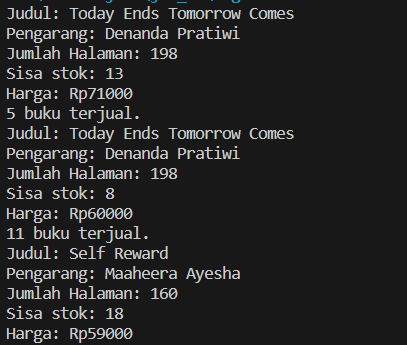 Judul: Today Ends Tomorrow Comes
Pengarang: Denanda Pratiwi
Jumlah Halaman: 198
Sisa stok: 13
Harga: Rp71000
5 buku terjual.
Judul: Today Ends Tomorrow Comes
Pengarang: Denanda Pratiwi
Jumlah Halaman: 198
Sisa stok: 8
Harga: Rp60000
11 buku terjual.
Judul: Self Reward
Pengarang: Maaheera Ayesha
Jumlah Halaman: 160
Sisa stok: 18
Harga: Rp59000